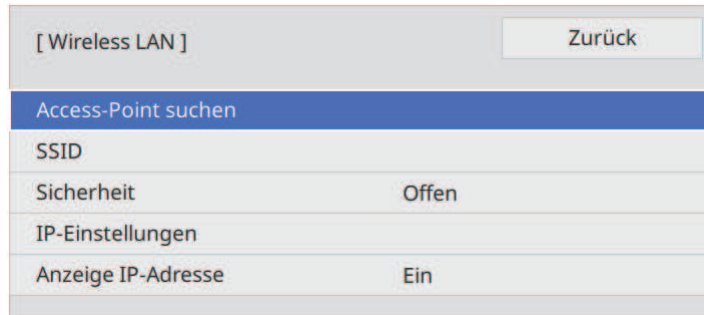 [ Wireless LAN ] Zurück
Access-Point suchen
SSID
Sicherheit Offen
IP-Einstellungen
Anzeige IP-Adresse Ein